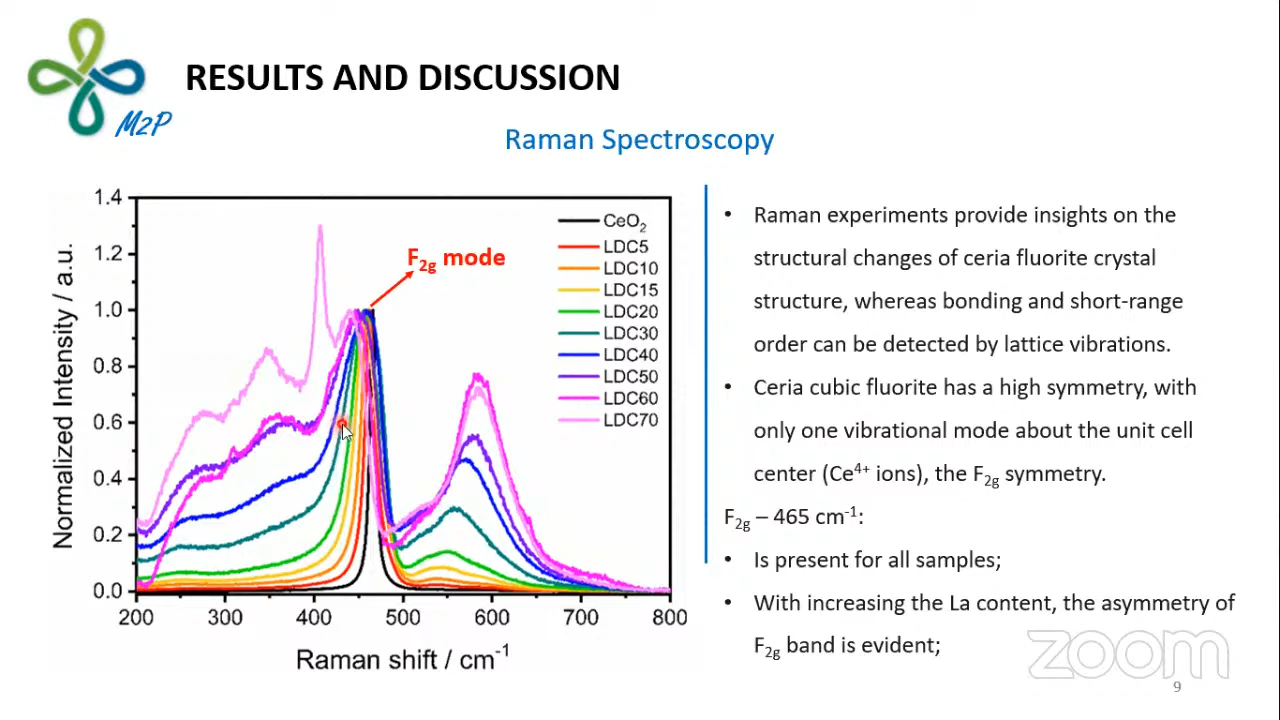 M2P
RESULTS AND DISCUSSION
Raman Spectroscopy
1.4
1.2
1.0
0.8
0.6
0.4
0.2
0.0
Normalized Intensity / a.u.
200 300 400 500 600 700 800
Raman shift / cm⁻¹
F₂g mode
CeO₂
LDC5
LDC10
LDC15
LDC20
LDC30
LDC40
LDC50
LDC60
LDC70
• Raman experiments provide insights on the
structural changes of ceria fluorite crystal
structure, whereas bonding and short-range
order can be detected by lattice vibrations.
• Ceria cubic fluorite has a high symmetry, with
only one vibrational mode about the unit cell
center (Ce⁴⁺ ions), the F₂g symmetry.
F₂g – 465 cm⁻¹:
• Is present for all samples;
• With increasing the La content, the asymmetry of
F₂g band is evident;
zoom
9